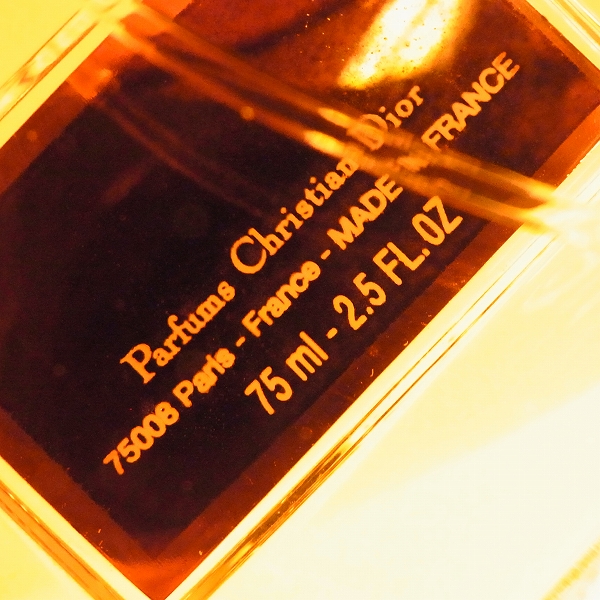 Parfums Christian Dior
75008 Paris - France - MADE IN FRANCE
75 ml - 2.5 FL.OZ